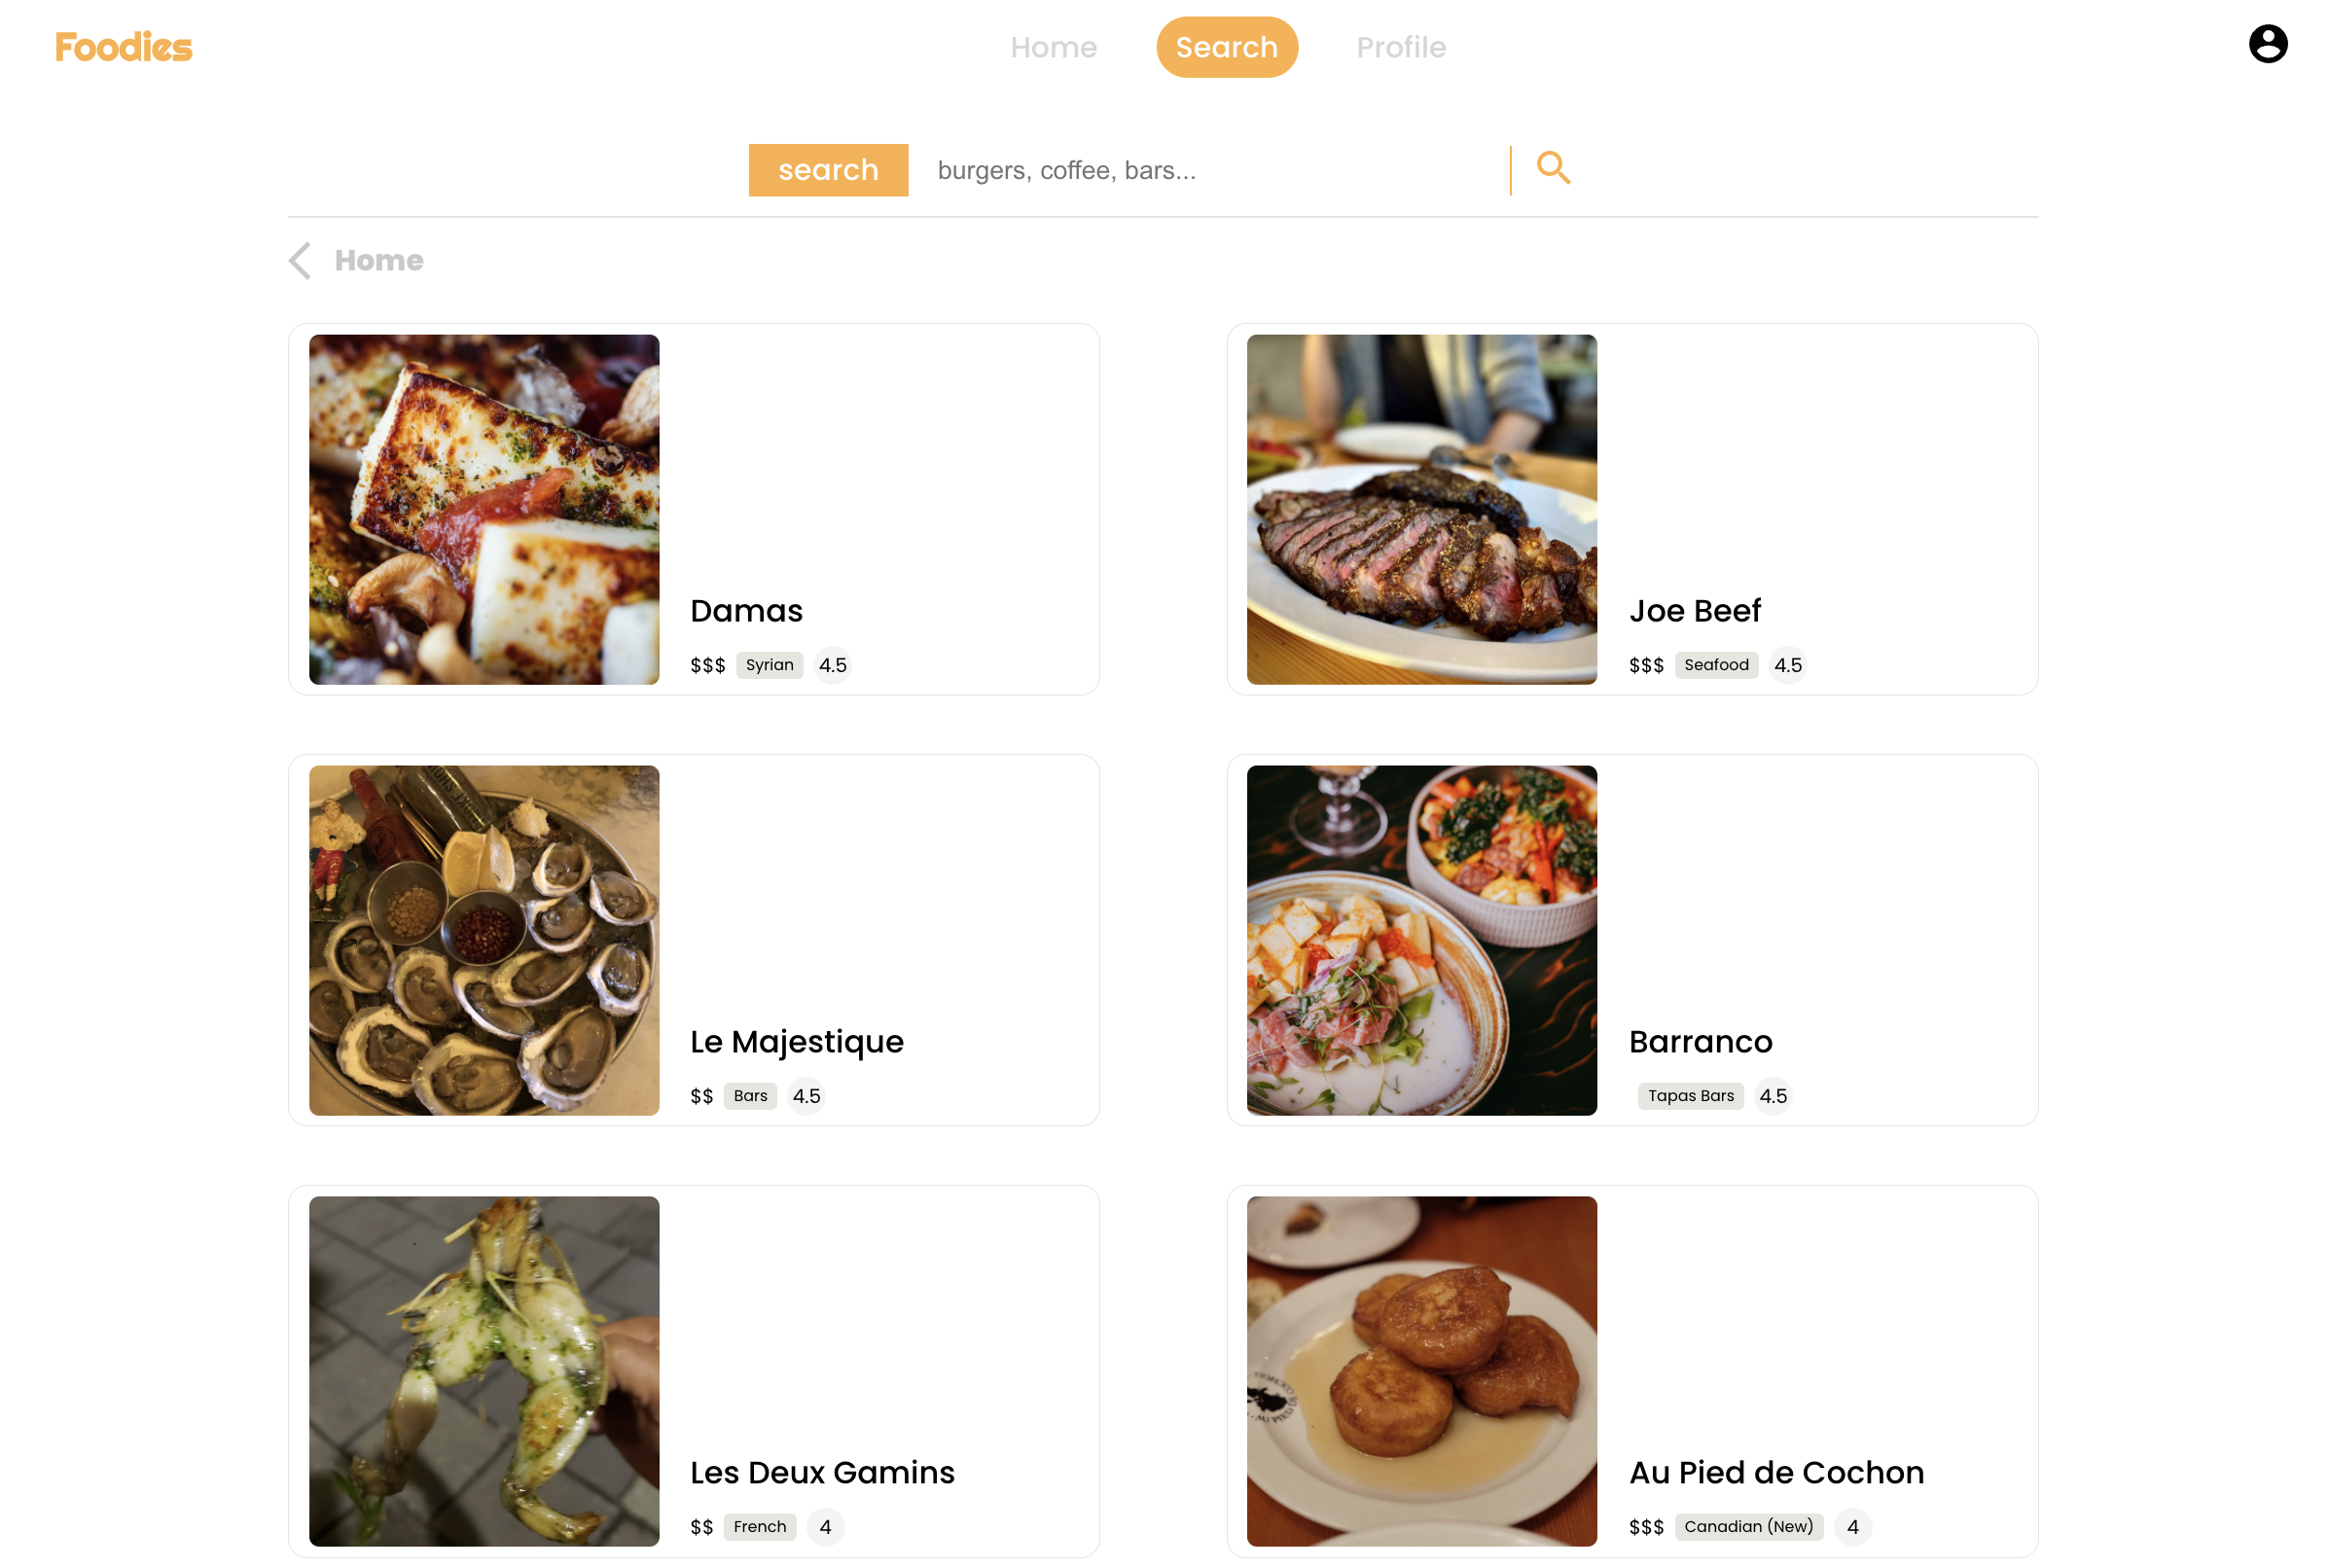 Foodies
Home
Search
Profile
search
burgers, coffee, bars...
Home
Damas
$$$ Syrian 4.5
Joe Beef
$$$ Seafood 4.5
Le Majestique
$$ Bars 4.5
Barranco
Tapas Bars 4.5
Les Deux Gamins
$$ French 4
Au Pied de Cochon
$$$ Canadian (New) 4